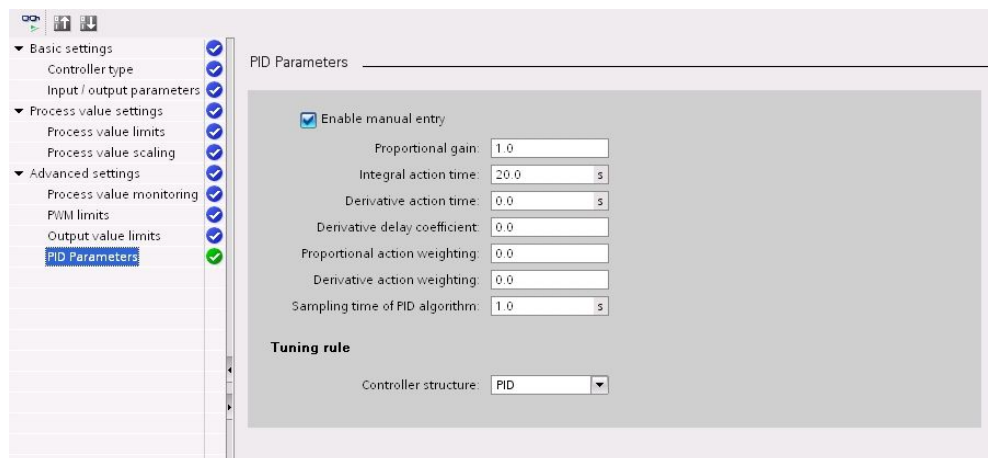 Basic settings
Controller type
Input / output parameters
Process value settings
Process value limits
Process value scaling
Advanced settings
Process value monitoring
PWM limits
Output value limits
PID Parameters
PID Parameters
Enable manual entry
Proportional gain: 1.0
Integral action time: 20.0 s
Derivative action time: 0.0 s
Derivative delay coefficient: 0.0
Proportional action weighting: 0.0
Derivative action weighting: 0.0
Sampling time of PID algorithm: 1.0 s
Tuning rule
Controller structure: PID